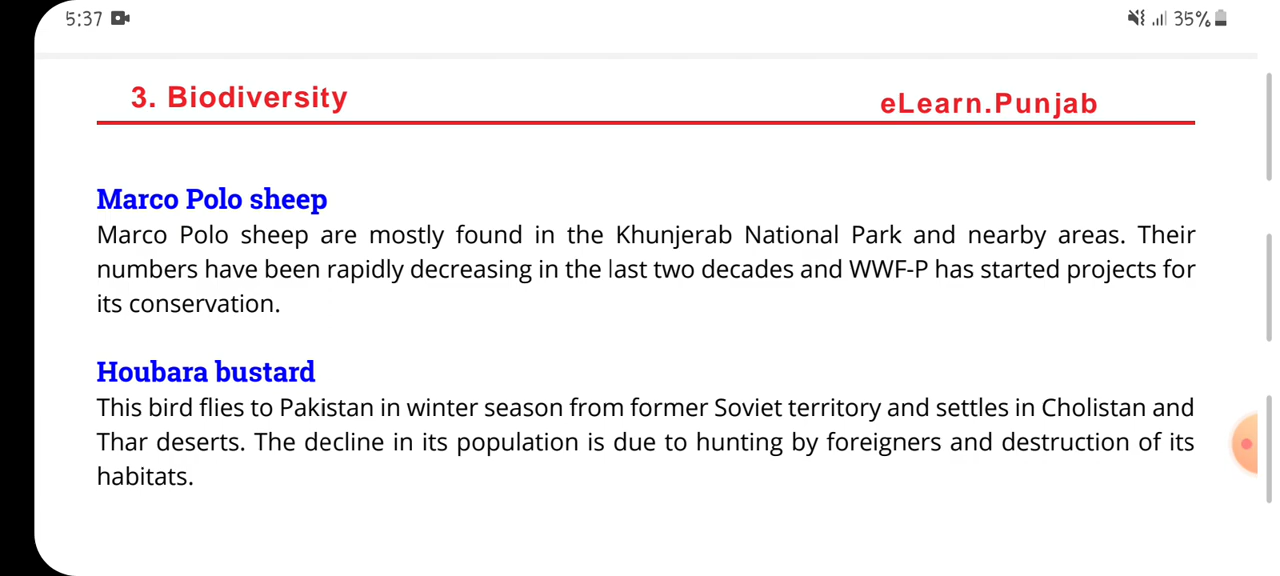 5:37
35%
3. Biodiversity
eLearn.Punjab
Marco Polo sheep
Marco Polo sheep are mostly found in the Khunjerab National Park and nearby areas. Their
numbers have been rapidly decreasing in the last two decades and WWF-P has started projects for
its conservation.
Houbara bustard
This bird flies to Pakistan in winter season from former Soviet territory and settles in Cholistan and
Thar deserts. The decline in its population is due to hunting by foreigners and destruction of its
habitats.